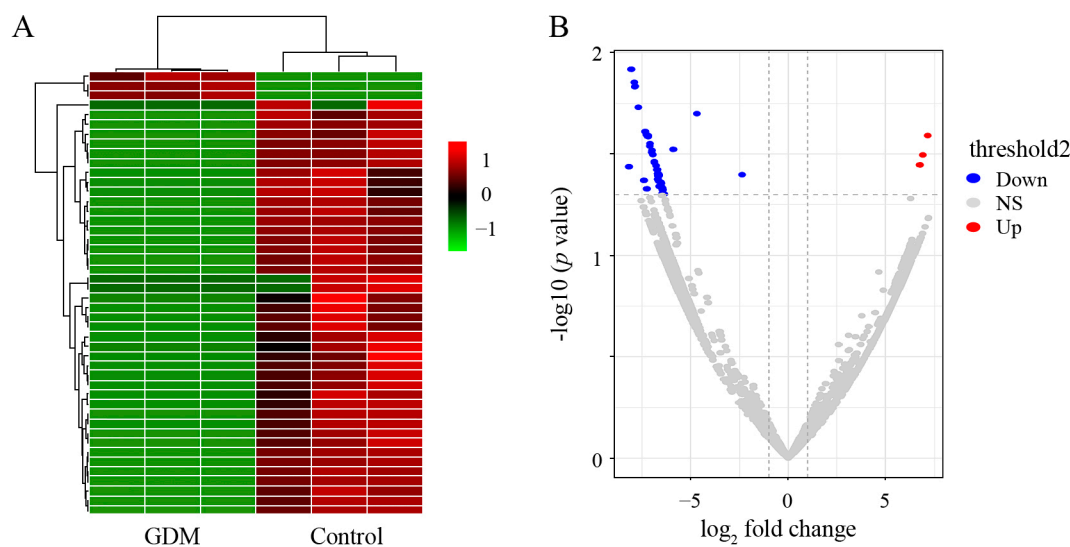 A
1
0
−1
GDM Control
B
2
1
0
-log10 (p value)
−5 0 5
log2 fold change
threshold2
Down
NS
Up